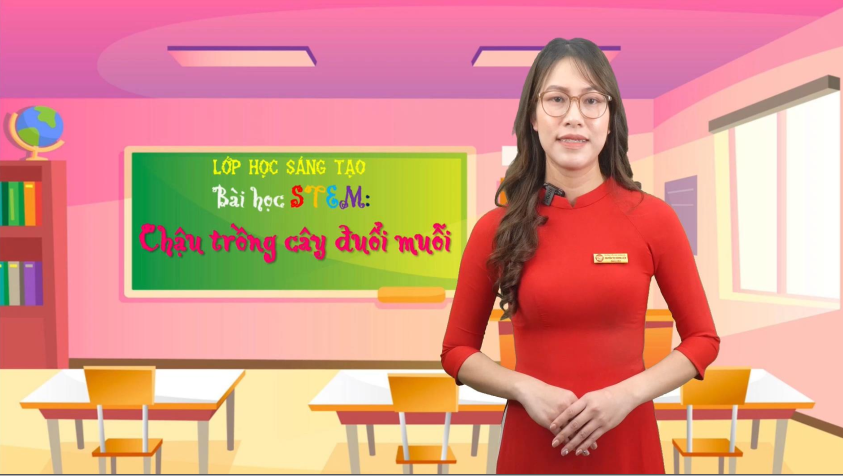 LỚP HỌC SÁNG TẠO
Bài học STEM:
Chậu trồng cây đuổi muỗi